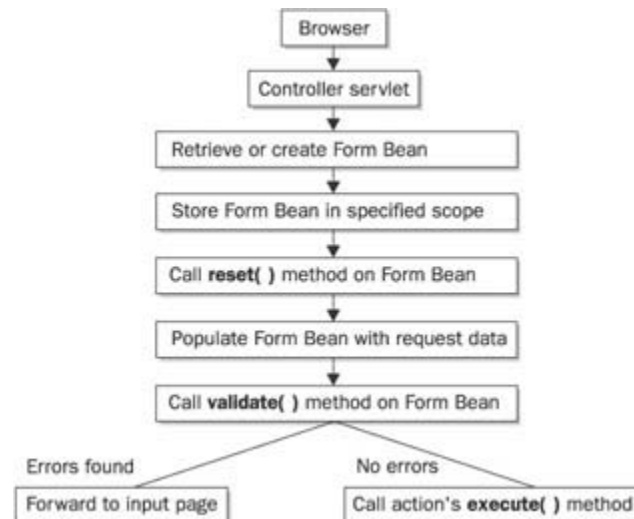 Browser
Controller servlet
Retrieve or create Form Bean
Store Form Bean in specified scope
Call reset( ) method on Form Bean
Populate Form Bean with request data
Call validate( ) method on Form Bean
Errors found
No errors
Forward to input page
Call action's execute( ) method